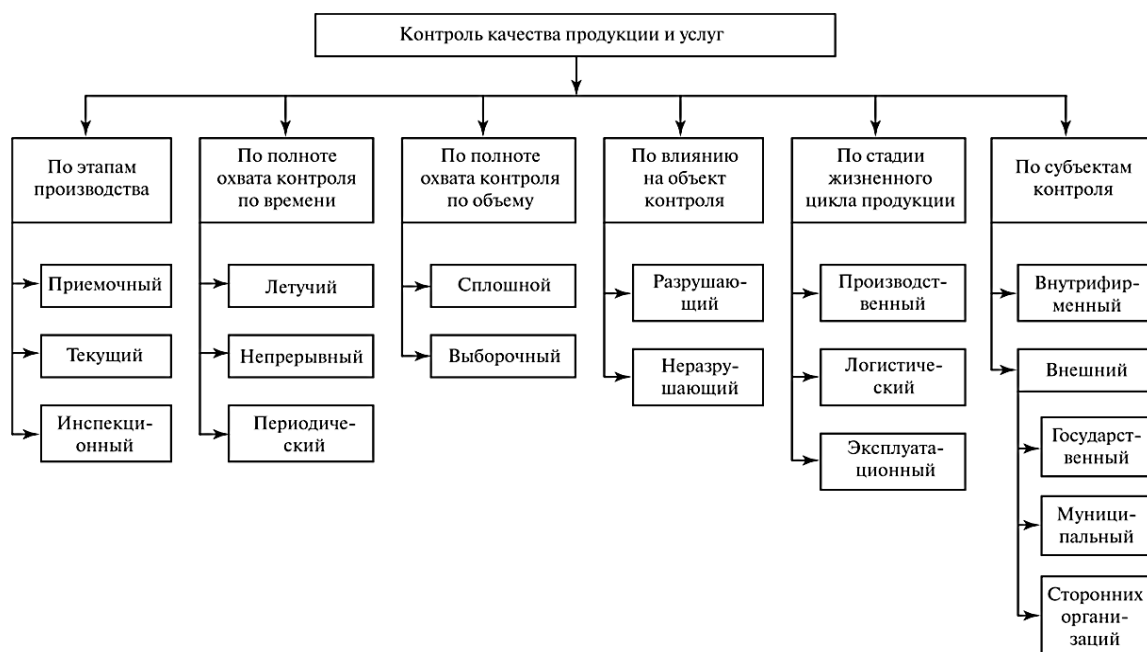 Контроль качества продукции и услуг
По этапам
производства
По полноте
охвата контроля
по времени
По полноте
охвата контроля
по объему
По влиянию
на объект
контроля
По стадии
жизненного
цикла продукции
По субъектам
контроля
Приемочный
Текущий
Инспекци-
онный
Летучий
Непрерывный
Периодический
Сплошной
Выборочный
Разрушаю-
щий
Неразру-
шающий
Производст-
венный
Логистиче-
ский
Эксплуата-
ционный
Внутрифир-
менный
Внешний
Государст-
венный
Муници-
пальный
Сторонних
органи-
заций